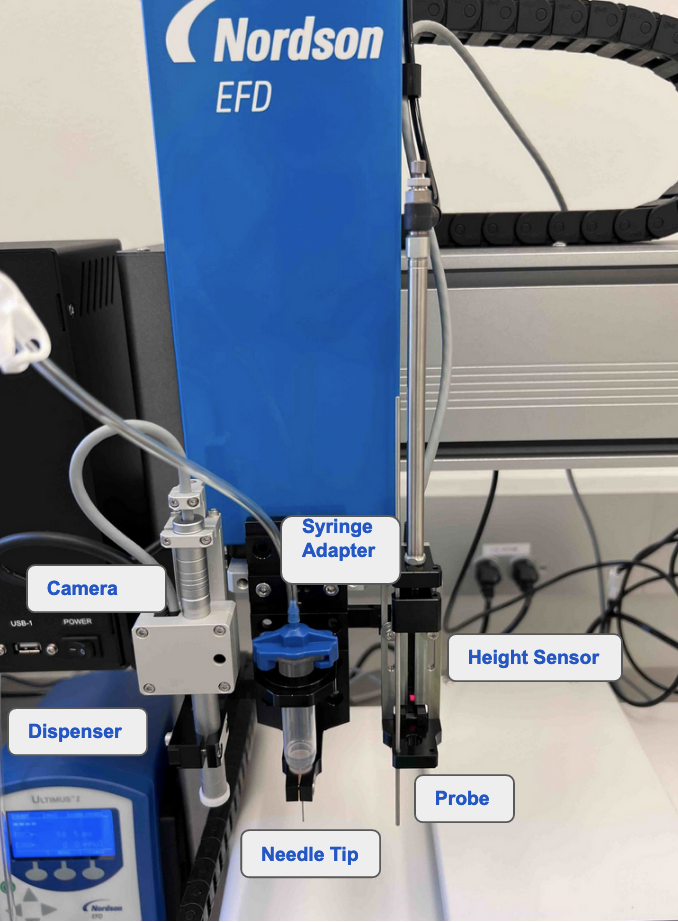 Nordson
EFD
Syringe
Adapter
Camera
USB-1
POWER
Height Sensor
Dispenser
Probe
ULTIMUS I
Needle Tip
Nordson
EFD